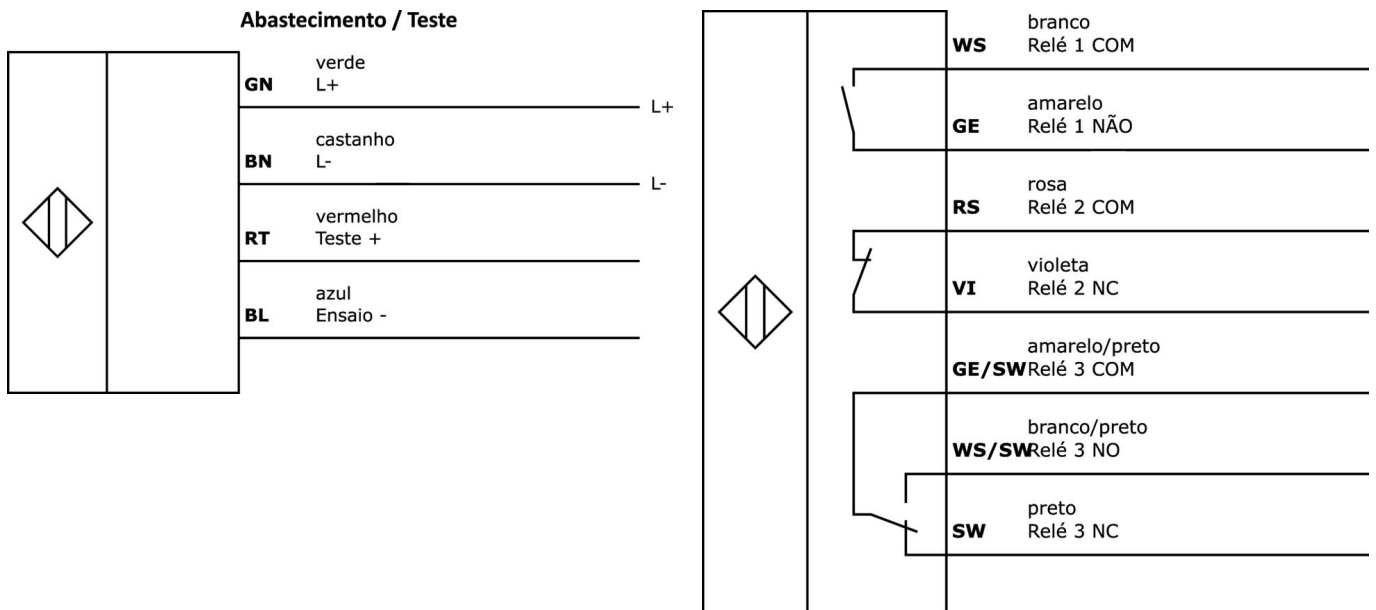 Abastecimento / Teste
verde
GN L+
L+
castanho
BN L-
L-
vermelho
RT Teste +
azul
BL Ensaio -
branco
WS Relé 1 COM
amarelo
GE Relé 1 NÃO
rosa
RS Relé 2 COM
violeta
VI Relé 2 NC
amarelo/preto
GE/SW Relé 3 COM
branco/preto
WS/SW Relé 3 NO
preto
SW Relé 3 NC